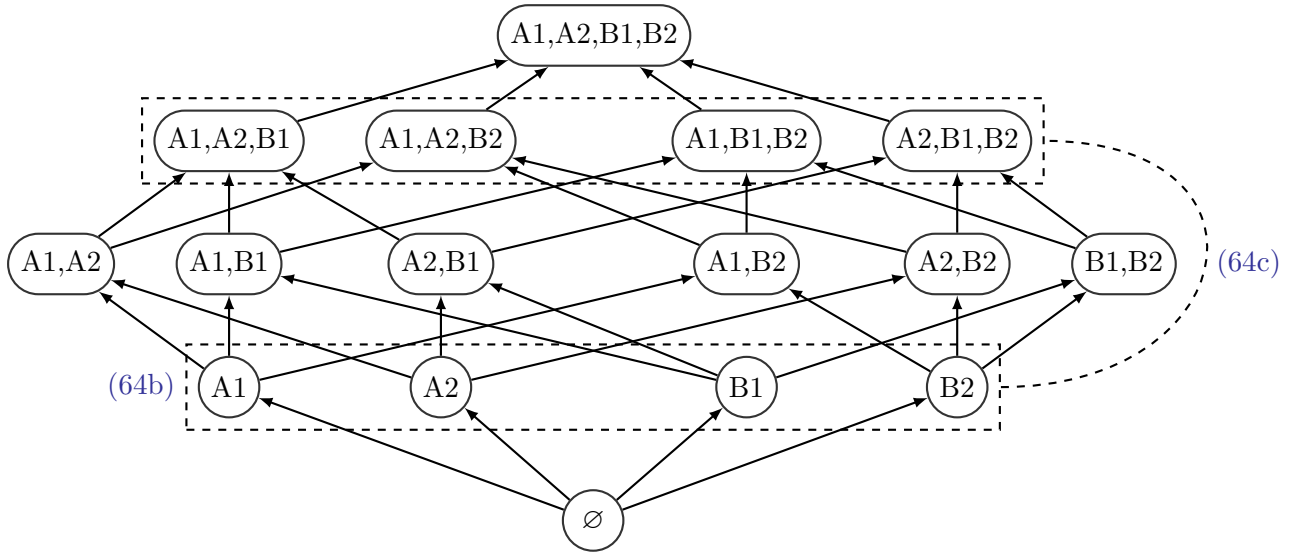 A1,A2,B1,B2
A1,A2,B1 A1,A2,B2 A1,B1,B2 A2,B1,B2
A1,A2 A1,B1 A2,B1 A1,B2 A2,B2 B1,B2 (64c)
(64b) A1 A2 B1 B2
∅